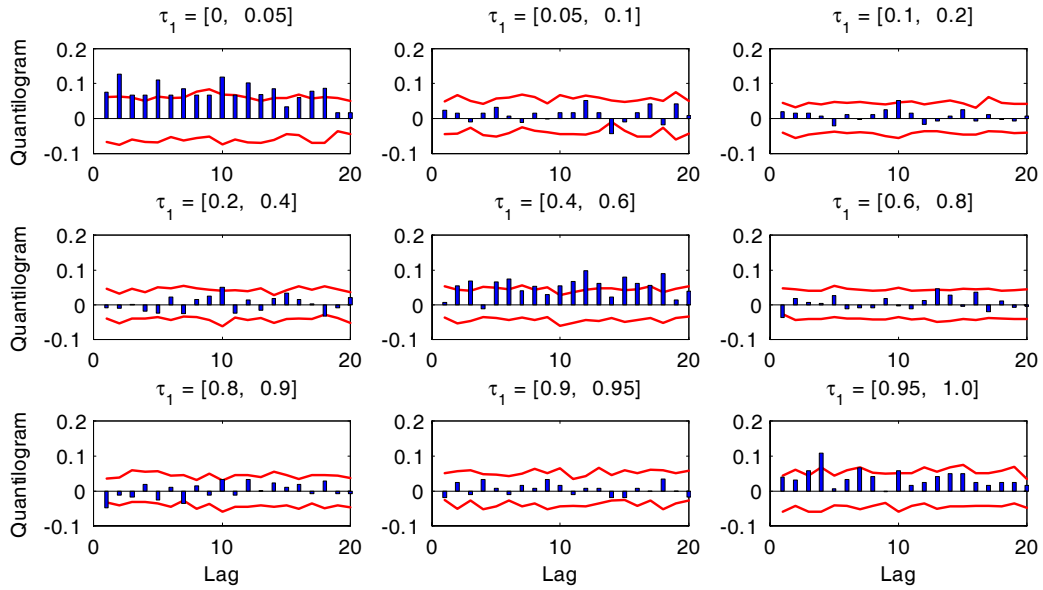 τ1 = [0, 0.05] τ1 = [0.05, 0.1] τ1 = [0.1, 0.2]
0.2 0.2 0.2
0.1 0.1 0.1
0 0 0
-0.1 -0.1 -0.1
Quantilogram
0 10 20 0 10 20 0 10 20
τ1 = [0.2, 0.4] τ1 = [0.4, 0.6] τ1 = [0.6, 0.8]
0.2 0.2 0.2
0.1 0.1 0.1
0 0 0
-0.1 -0.1 -0.1
Quantilogram
0 10 20 0 10 20 0 10 20
τ1 = [0.8, 0.9] τ1 = [0.9, 0.95] τ1 = [0.95, 1.0]
0.2 0.2 0.2
0.1 0.1 0.1
0 0 0
-0.1 -0.1 -0.1
Quantilogram
0 10 20 0 10 20 0 10 20
Lag Lag Lag